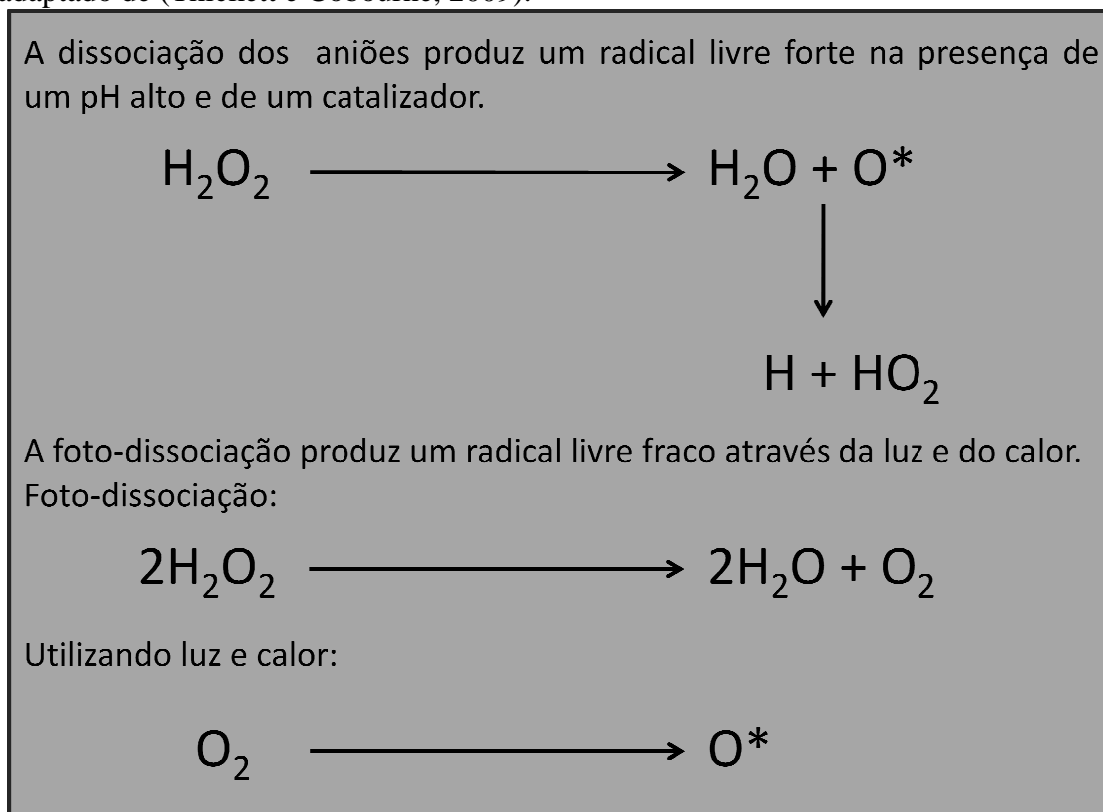 A dissociação dos aniões produz um radical livre forte na presença de
um pH alto e de um catalizador.
H₂O₂ → H₂O + O*
↓
H + HO₂
A foto-dissociação produz um radical livre fraco através da luz e do calor.
Foto-dissociação:
2H₂O₂ → 2H₂O + O₂
Utilizando luz e calor:
O₂ → O*